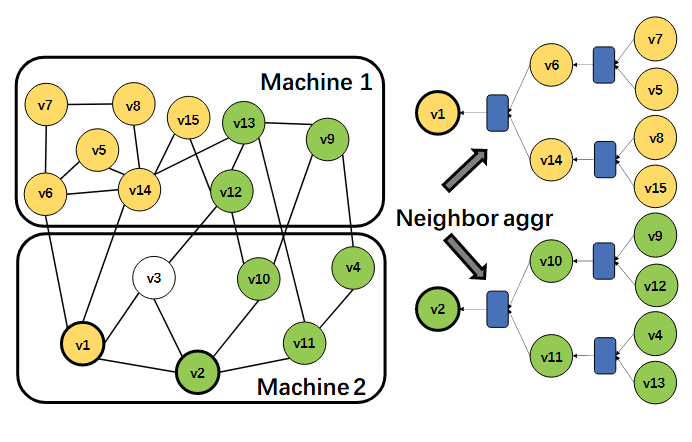 Machine 1
v7
v8
v15
v13
v9
v5
v6
v14
v12
v3
v10
v4
v1
v2
v11
Machine 2
v7
v6
v5
v1
v8
v14
v15
Neighbor aggr
v9
v10
v12
v2
v4
v11
v13